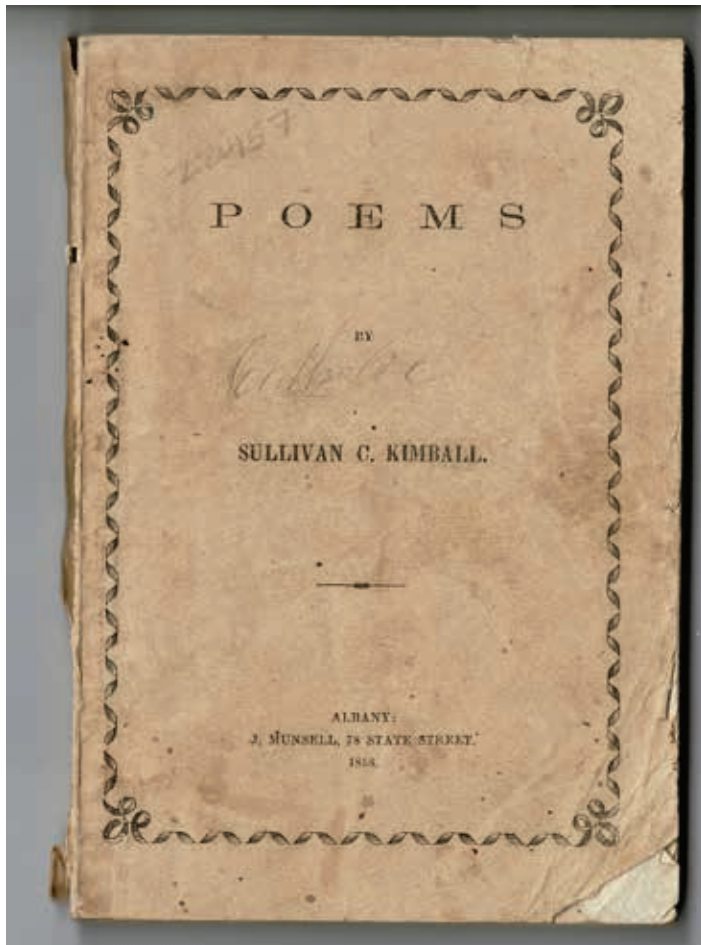 POEMS
BY
SULLIVAN C. KIMBALL.
ALBANY:
J. MUNSELL, 78 STATE STREET.